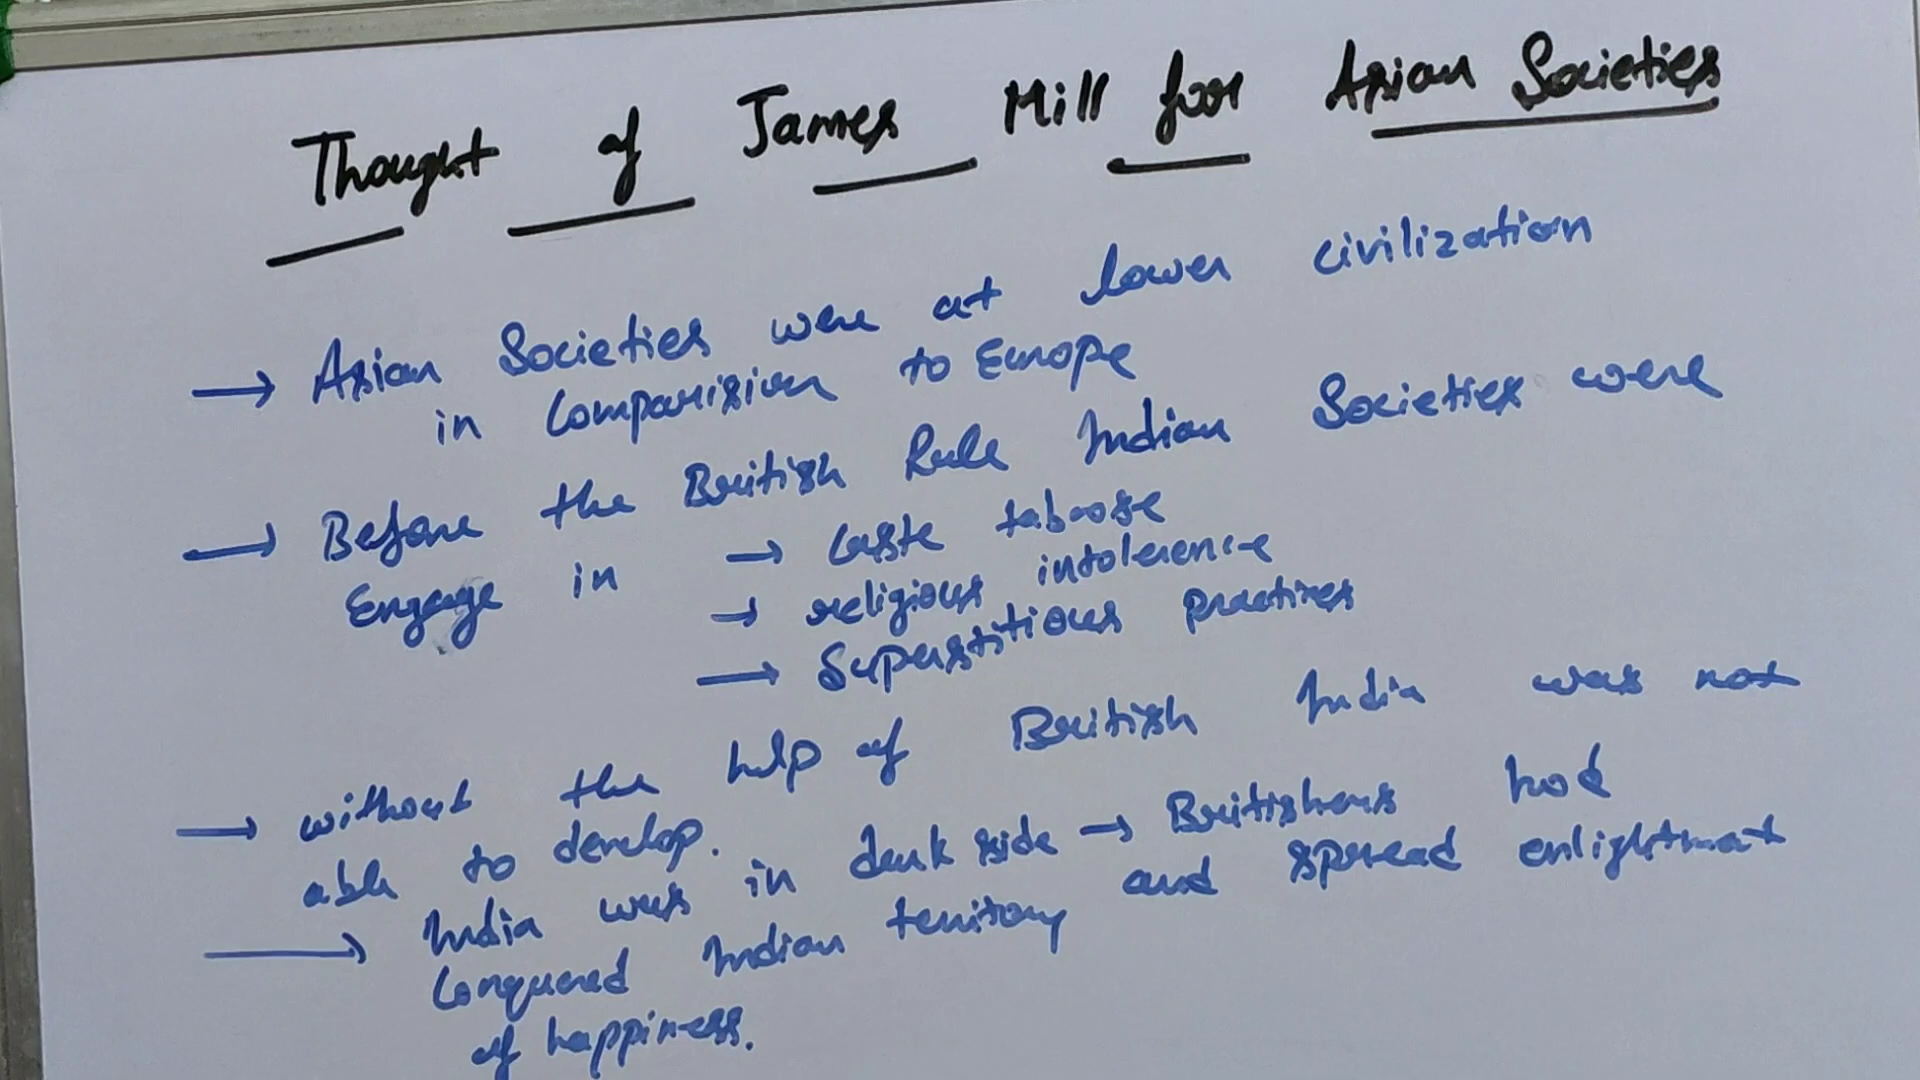 Thought of James Mill for Asian Societies
→ Asian Societies were at lower civilization
in Comparision to Europe
→ Before the British Rule Indian Societies were
Engage in → Caste taboose
→ religious intolerence
→ Superstitious practices
→ without the help of British India was not
able to develop.
→ India was in dark side → Britishers had
Conquered Indian territory and spread enlightmat
of happiness.